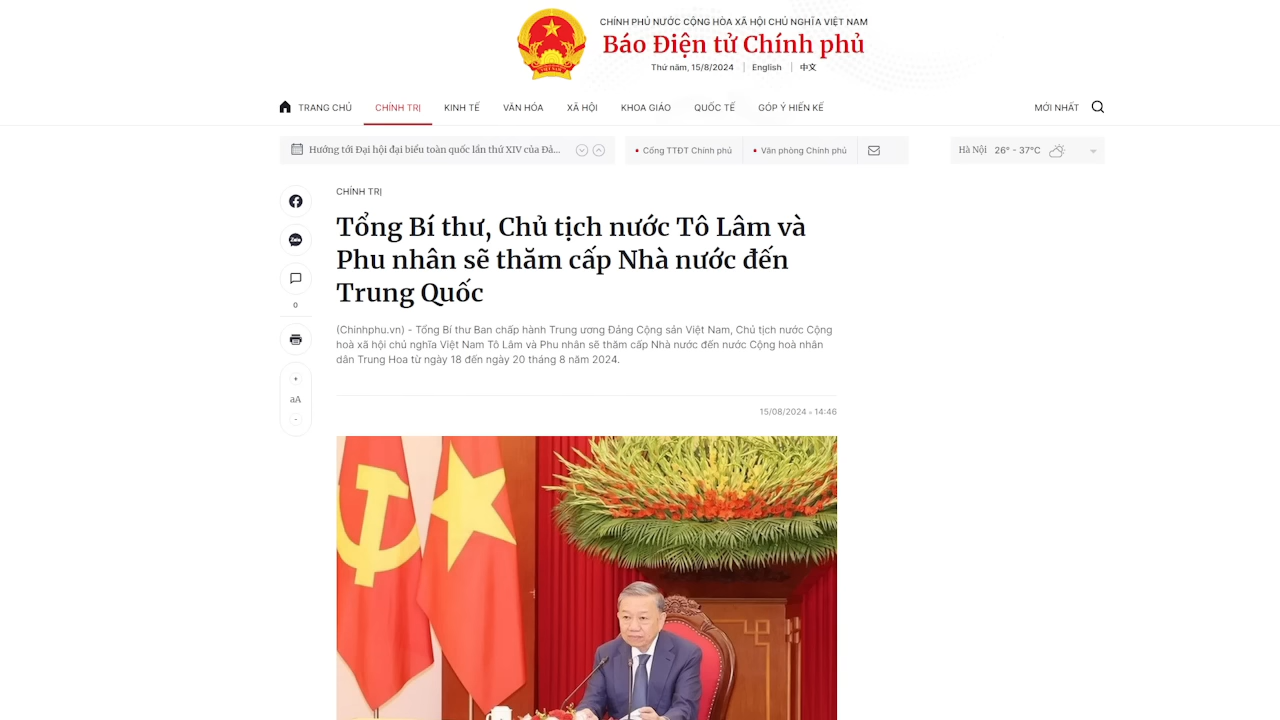 CHÍNH PHỦ NƯỚC CỘNG HÒA XÃ HỘI CHỦ NGHĨA VIỆT NAM
Báo Điện tử Chính phủ
Thứ năm, 15/8/2024 | English | 中文
TRANG CHỦ CHÍNH TRỊ KINH TẾ VĂN HÓA XÃ HỘI KHOA GIÁO QUỐC TẾ GÓP Ý HIẾN KẾ MỚI NHẤT
Hướng tới Đại hội đại biểu toàn quốc lần thứ XIV của Đả... Cổng TTĐT Chính phủ Văn phòng Chính phủ Hà Nội 26° - 37°C
CHÍNH TRỊ
Tổng Bí thư, Chủ tịch nước Tô Lâm và
Phu nhân sẽ thăm cấp Nhà nước đến
Trung Quốc
Zalo
0
+
aA
-
(Chinhphu.vn) - Tổng Bí thư Ban chấp hành Trung ương Đảng Cộng sản Việt Nam, Chủ tịch nước Cộng
hoà xã hội chủ nghĩa Việt Nam Tô Lâm và Phu nhân sẽ thăm cấp Nhà nước đến nước Cộng hoà nhân
dân Trung Hoa từ ngày 18 đến ngày 20 tháng 8 năm 2024.
15/08/2024 - 14:46